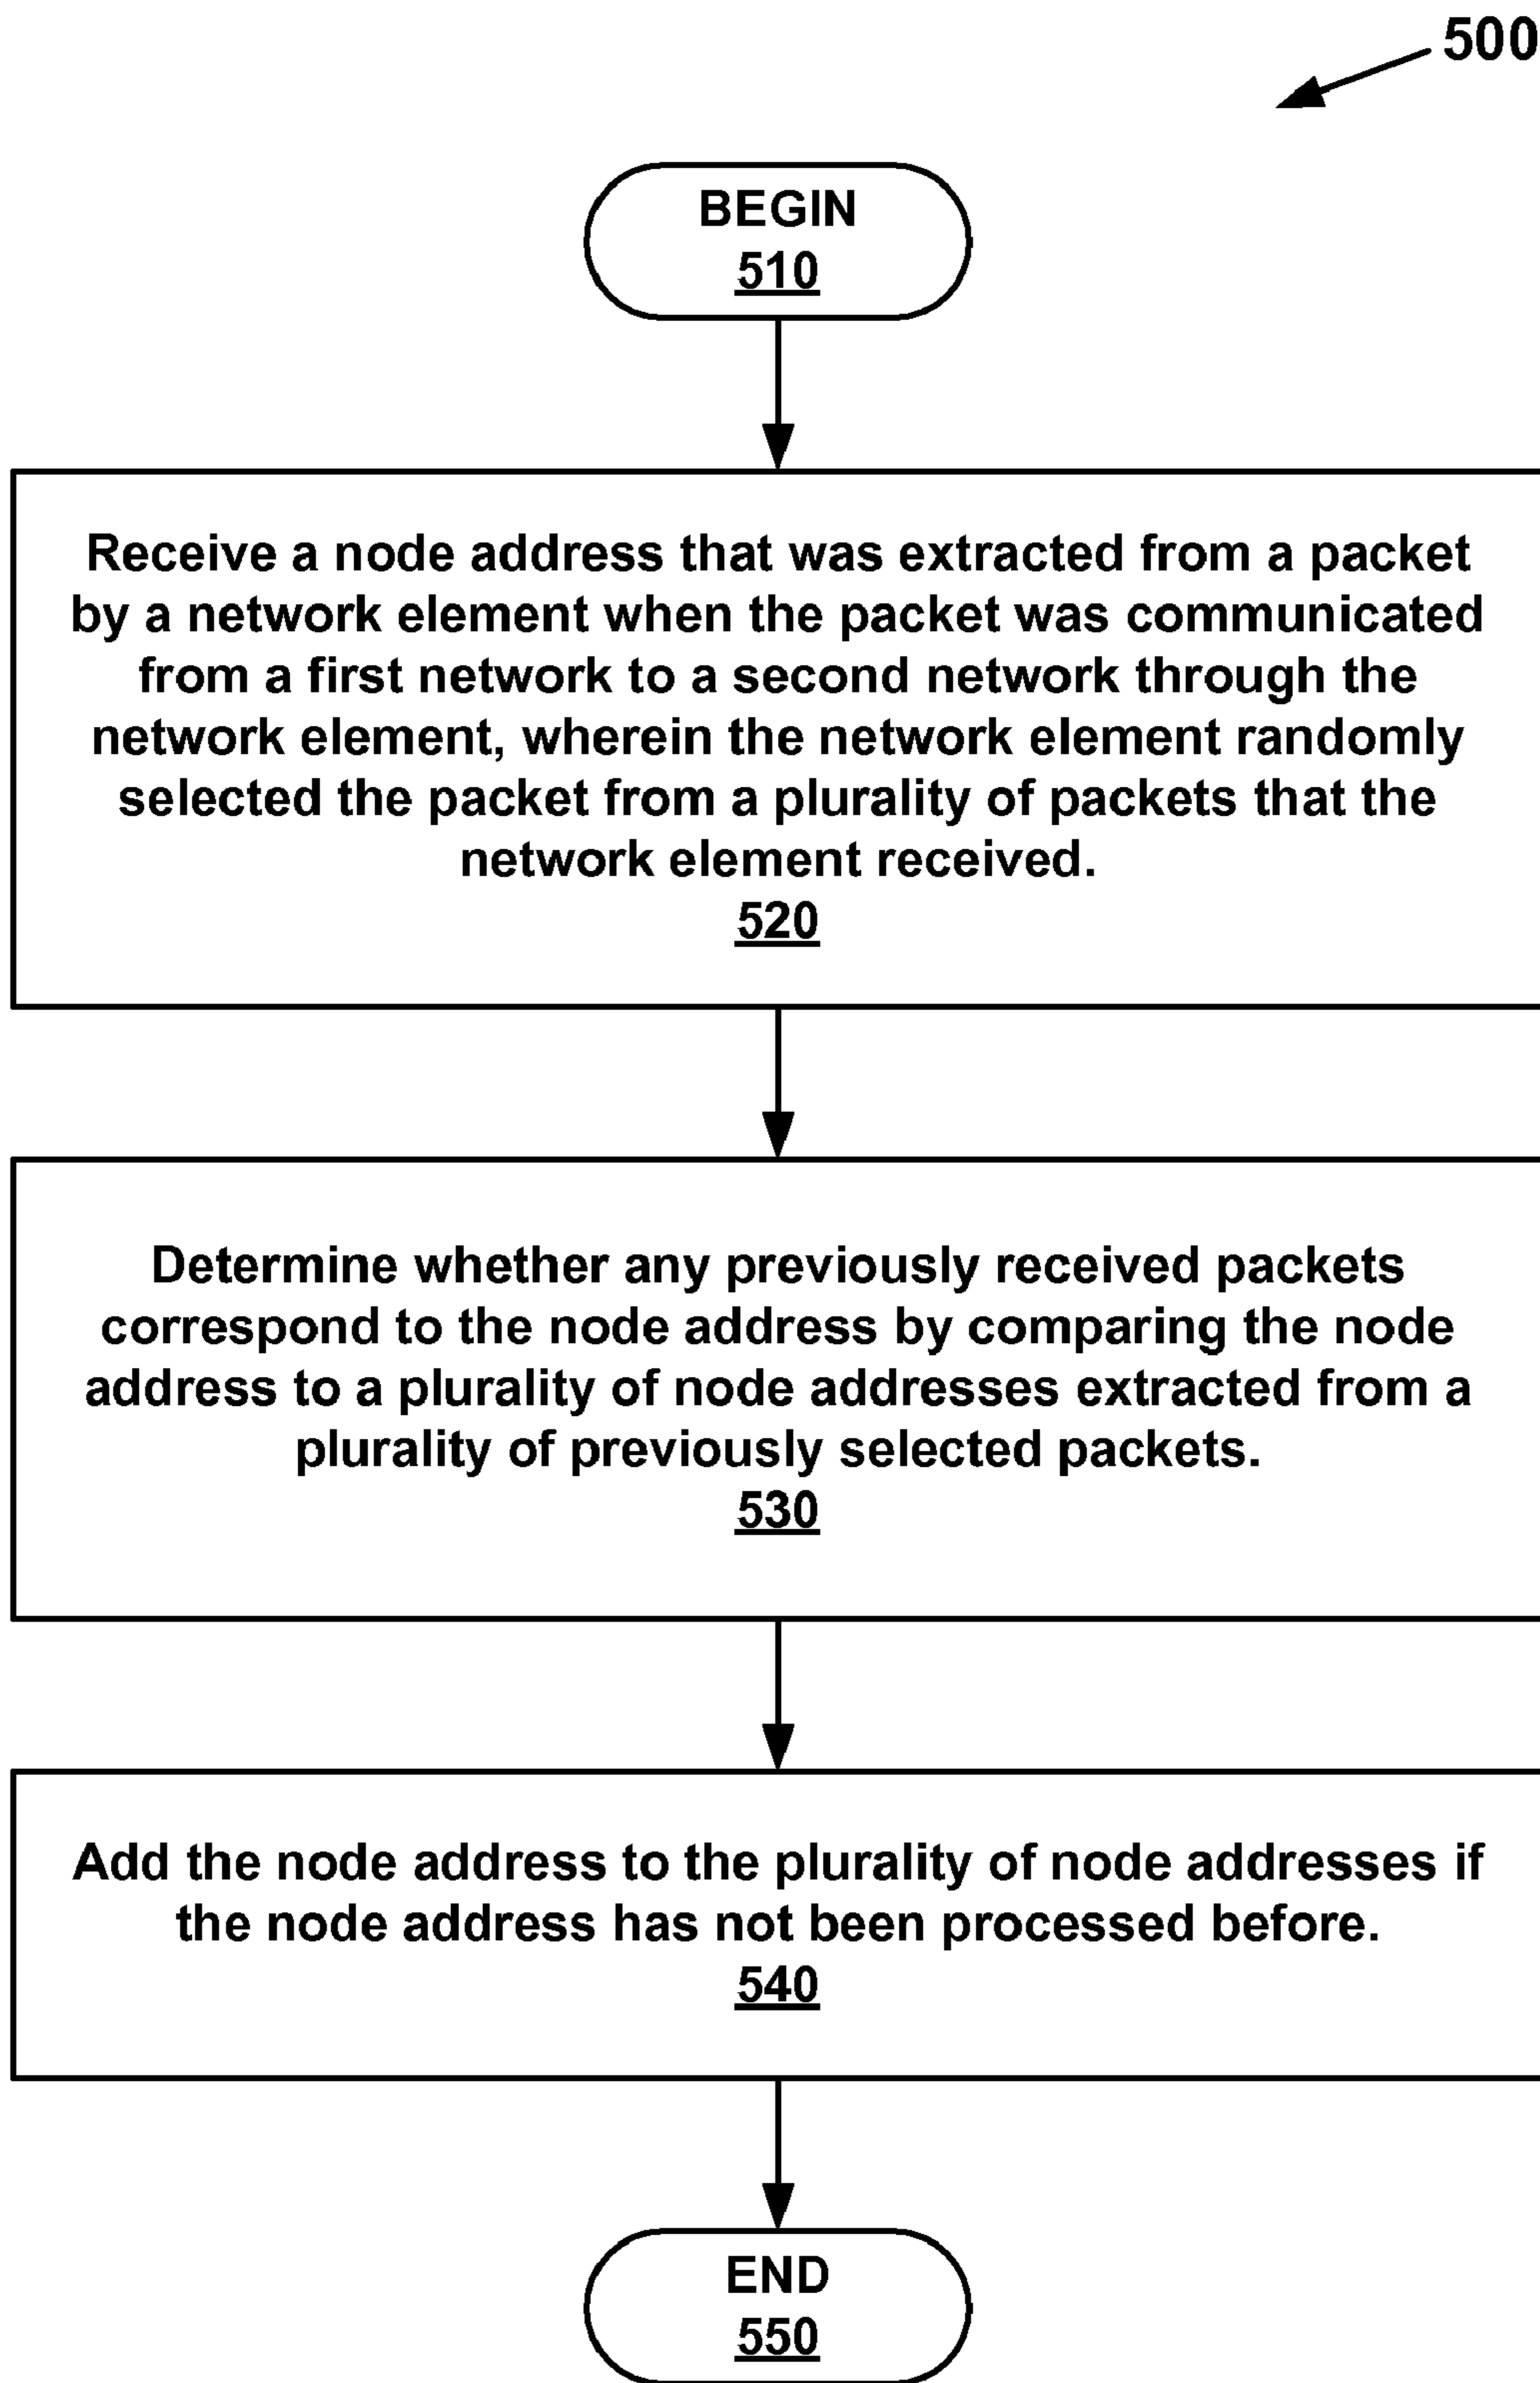 500
BEGIN
510
Receive a node address that was extracted from a packet
by a network element when the packet was communicated
from a first network to a second network through the
network element, wherein the network element randomly
selected the packet from a plurality of packets that the
network element received.
520
Determine whether any previously received packets
correspond to the node address by comparing the node
address to a plurality of node addresses extracted from a
plurality of previously selected packets.
530
Add the node address to the plurality of node addresses if
the node address has not been processed before.
540
END
550